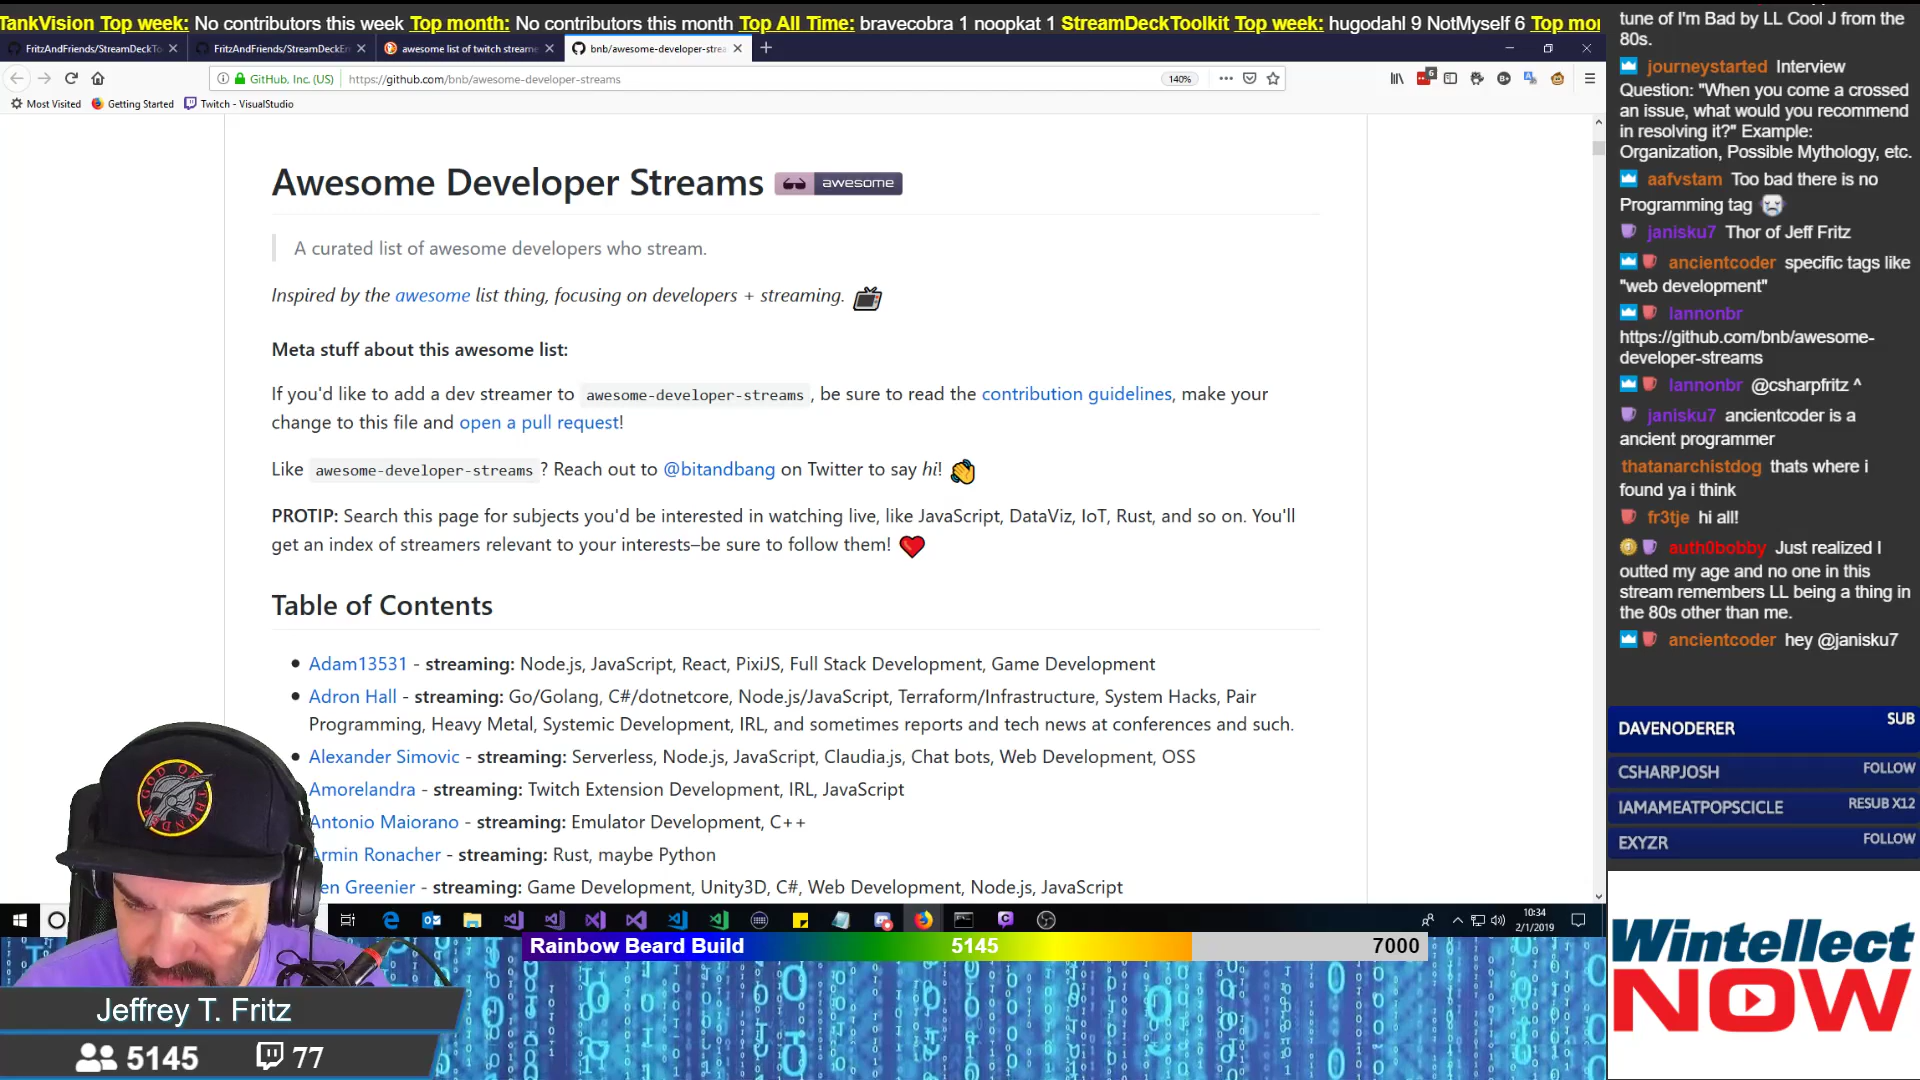 TankVision Top week: No contributors this week Top month: No contributors this month Top All Time: bravecobra 1 noopkat 1 StreamDeckToolkit Top week: hugodahl 9 NotMyself 6 Top mo
FritzAndFriends/StreamDeckTo
FritzAndFriends/StreamDeckEm
awesome list of twitch streame
bnb/awesome-developer-strea
GitHub, Inc. (US)
https://github.com/bnb/awesome-developer-streams
140%
Most Visited
Getting Started
Twitch - VisualStudio
Awesome Developer Streams
awesome
A curated list of awesome developers who stream.
Inspired by the awesome list thing, focusing on developers + streaming.
Meta stuff about this awesome list:
If you'd like to add a dev streamer to awesome-developer-streams, be sure to read the contribution guidelines, make your
change to this file and open a pull request!
Like awesome-developer-streams? Reach out to @bitandbang on Twitter to say hi!
PROTIP: Search this page for subjects you'd be interested in watching live, like JavaScript, DataViz, IoT, Rust, and so on. You'll
get an index of streamers relevant to your interests–be sure to follow them!
Table of Contents
Adam13531 - streaming: Node.js, JavaScript, React, PixiJS, Full Stack Development, Game Development
Adron Hall - streaming: Go/Golang, C#/dotnetcore, Node.js/JavaScript, Terraform/Infrastructure, System Hacks, Pair
Programming, Heavy Metal, Systemic Development, IRL, and sometimes reports and tech news at conferences and such.
Alexander Simovic - streaming: Serverless, Node.js, JavaScript, Claudia.js, Chat bots, Web Development, OSS
Amorelandra - streaming: Twitch Extension Development, IRL, JavaScript
Antonio Maiorano - streaming: Emulator Development, C++
Armin Ronacher - streaming: Rust, maybe Python
en Greenier - streaming: Game Development, Unity3D, C#, Web Development, Node.js, JavaScript
10:34
2/1/2019
GOD OF THUNDER
Rainbow Beard Build 5145 7000
Jeffrey T. Fritz
5145 77
tune of I'm Bad by LL Cool J from the
80s.
journeystarted Interview
Question: "When you come a crossed
an issue, what would you recommend
in resolving it?" Example:
Organization, Possible Mythology, etc.
aafvstam Too bad there is no
Programming tag
janisku7 Thor of Jeff Fritz
ancientcoder specific tags like
"web development"
lannonbr
https://github.com/bnb/awesome-
developer-streams
lannonbr @csharpfritz ^
janisku7 ancientcoder is a
ancient programmer
thatanarchistdog thats where i
found ya i think
fr3tje hi all!
auth0bobby Just realized I
outted my age and no one in this
stream remembers LL being a thing in
the 80s other than me.
ancientcoder hey @janisku7
DAVENODERER SUB
CSHARPJOSH FOLLOW
IAMAMEATPOPSCICLE RESUB X12
EXYZR FOLLOW
Wintellect
NOW